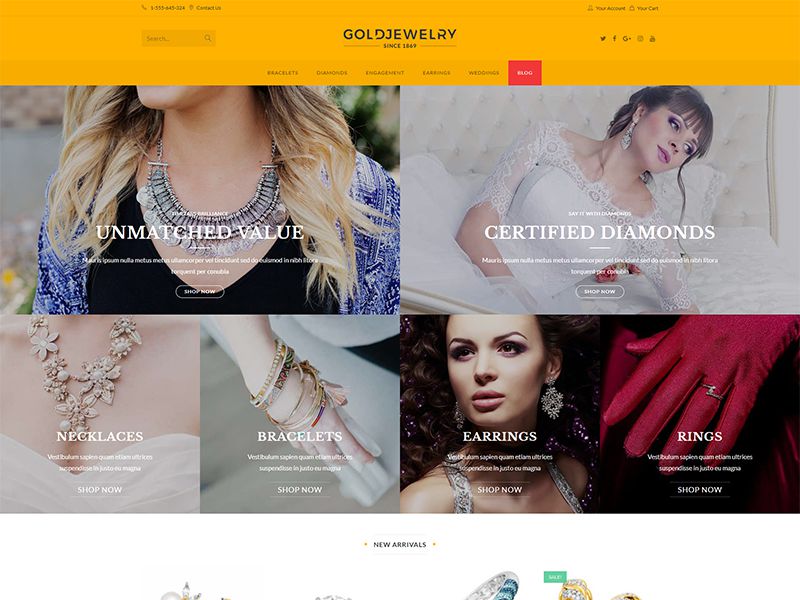 1-555-645-324 Contact Us
Your Account Your Cart
Search...
GOLDJEWELRY
SINCE 1869
BRACELETS DIAMONDS ENGAGEMENT EARRINGS WEDDINGS BLOG
BRILLIANCE
UNMATCHED VALUE
Mauris ipsum nulla metus metus ullamcorper vel tincidunt sed do euismod in nibh litora
torquent per conubia
SHOP NOW
SAY IT WITH DIAMONDS
CERTIFIED DIAMONDS
Mauris ipsum nulla metus metus ullamcorper vel tincidunt sed do euismod in nibh litora
torquent per conubia
SHOP NOW
NECKLACES
Vestibulum sapien quam etiam ultrices
suspendisse in justo eu magna
SHOP NOW
BRACELETS
Vestibulum sapien quam etiam ultrices
suspendisse in justo eu magna
SHOP NOW
EARRINGS
Vestibulum sapien quam etiam ultrices
suspendisse in justo eu magna
SHOP NOW
RINGS
Vestibulum sapien quam etiam ultrices
suspendisse in justo eu magna
SHOP NOW
NEW ARRIVALS
SALE!